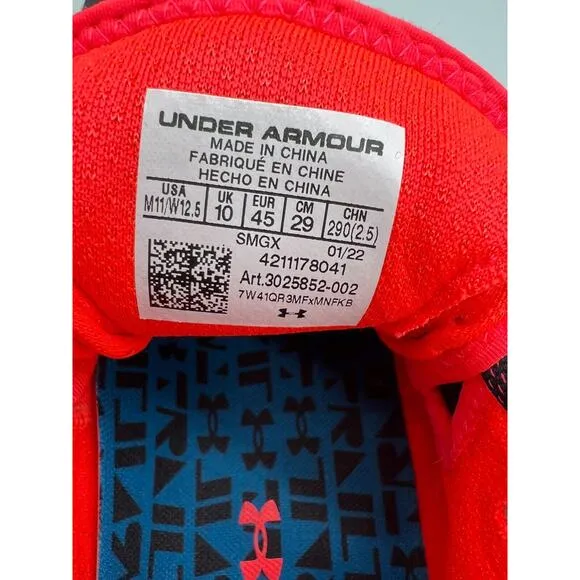 UNDER ARMOUR
MADE IN CHINA
FABRIQUÉ EN CHINE
HECHO EN CHINA
USA UK EUR CM CHN
M11/W12.5 10 45 29 290(2.5)
SMGX 01/22
4211178041
Art.3025852-002
7W41QR3MFxMNFKB